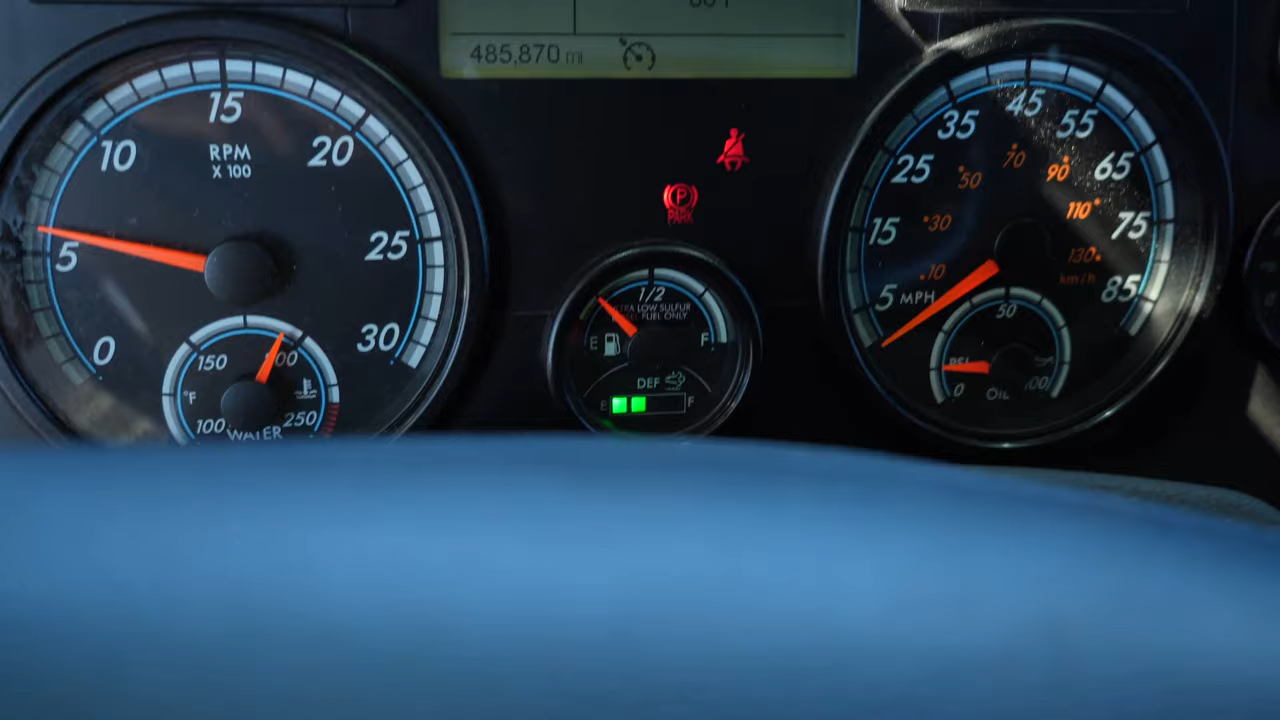 485,870 mi
15
10
20
RPM
X 100
5
25
0
30
150
°F
100
250
WATER
PARK
1/2
ULTRA LOW SULFUR
FUEL ONLY
E
F
DEF
E
F
45
35
55
25
65
70
50
90
15
30
110
75
10
130
km/h
5
MPH
85
50
PSI
0
OIL
100